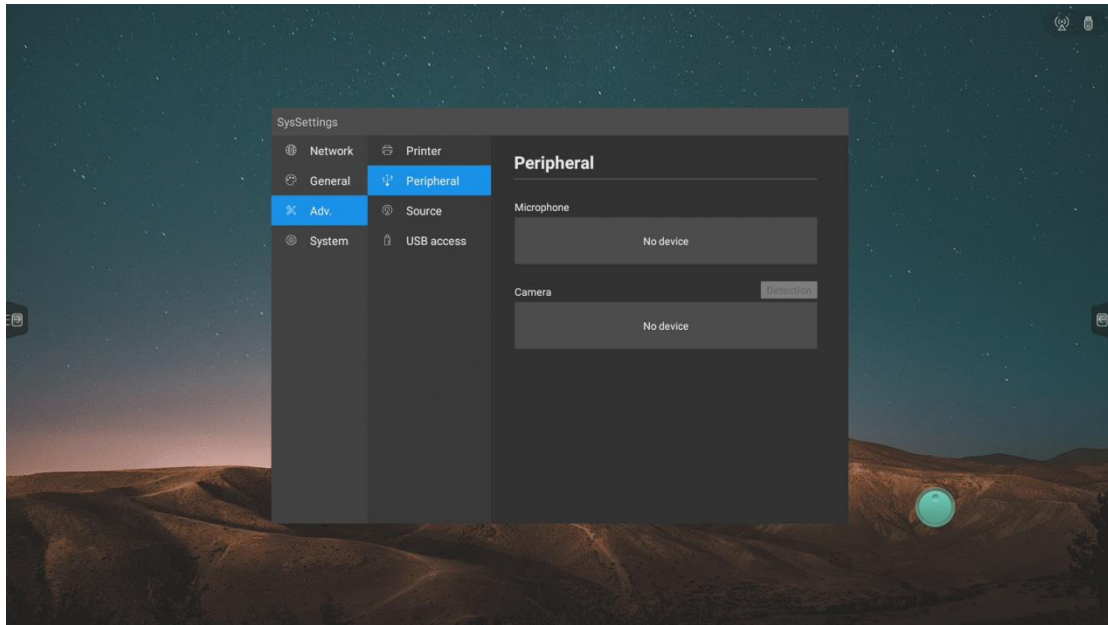 SysSettings
Network
General
Adv.
System
Printer
Peripheral
Source
USB access
Peripheral
Microphone
No device
Camera
Detection
No device